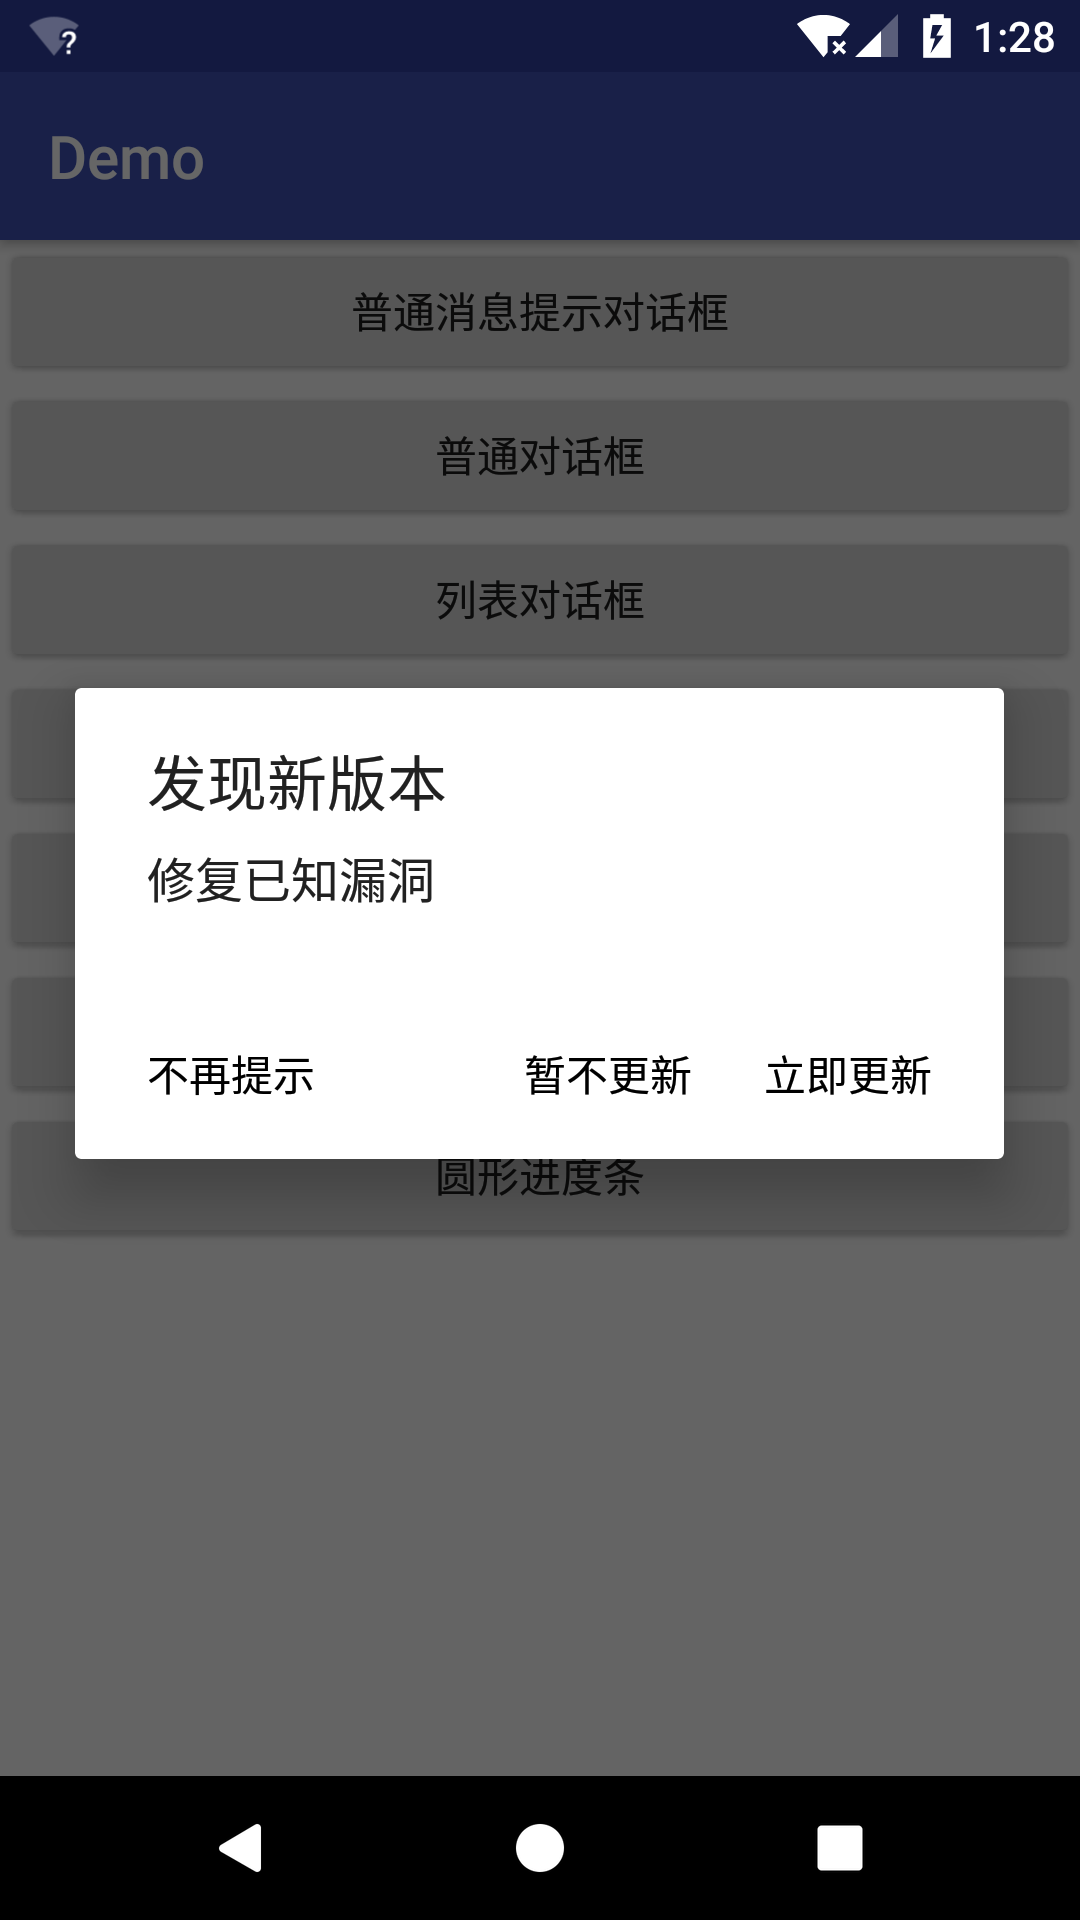 1:28
Demo
普通消息提示对话框
普通对话框
列表对话框
发现新版本
修复已知漏洞
不再提示 暂不更新 立即更新
圆形进度条